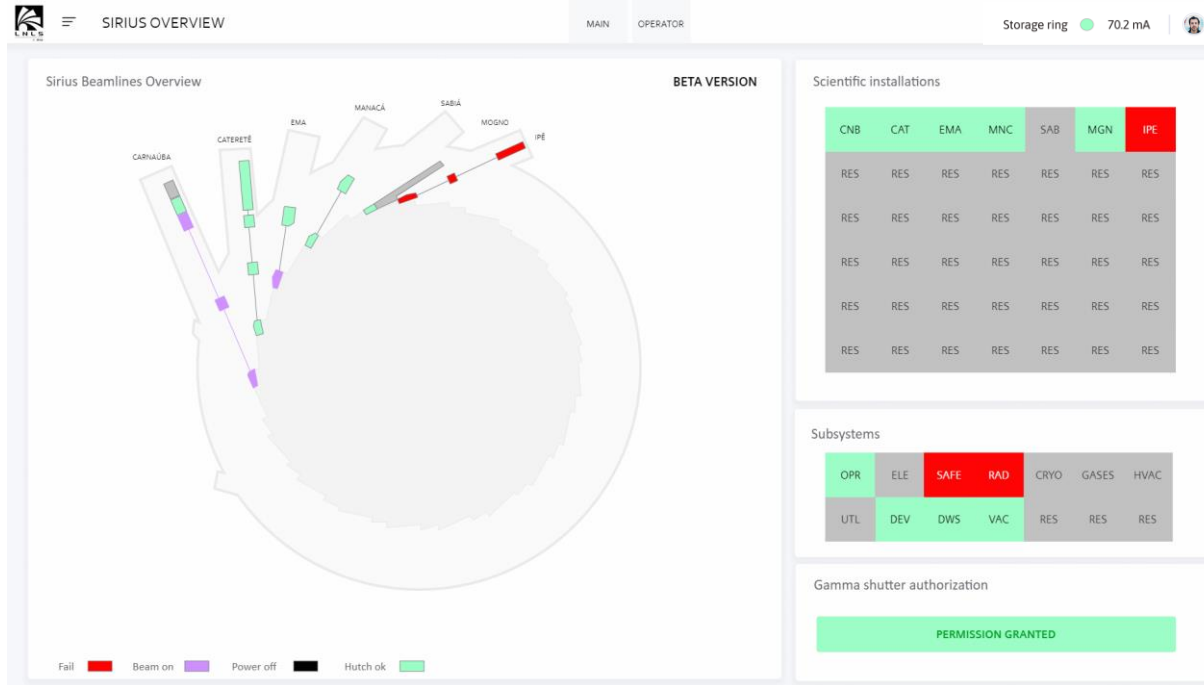 LNLS
SIRIUS OVERVIEW
MAIN OPERATOR
Storage ring 70.2 mA
Sirius Beamlines Overview
BETA VERSION
CARNAÚBA
CATERETÊ
EMA
MANACÁ
SABIÁ
MOGNO
IPÊ
Fail Beam on Power off Hutch ok
Scientific installations
CNB CAT EMA MNC SAB MGN IPE
RES RES RES RES RES RES RES
RES RES RES RES RES RES RES
RES RES RES RES RES RES RES
RES RES RES RES RES RES RES
RES RES RES RES RES RES RES
Subsystems
OPR ELE SAFE RAD CRYO GASES HVAC
UTL DEV DWS VAC RES RES RES
Gamma shutter authorization
PERMISSION GRANTED